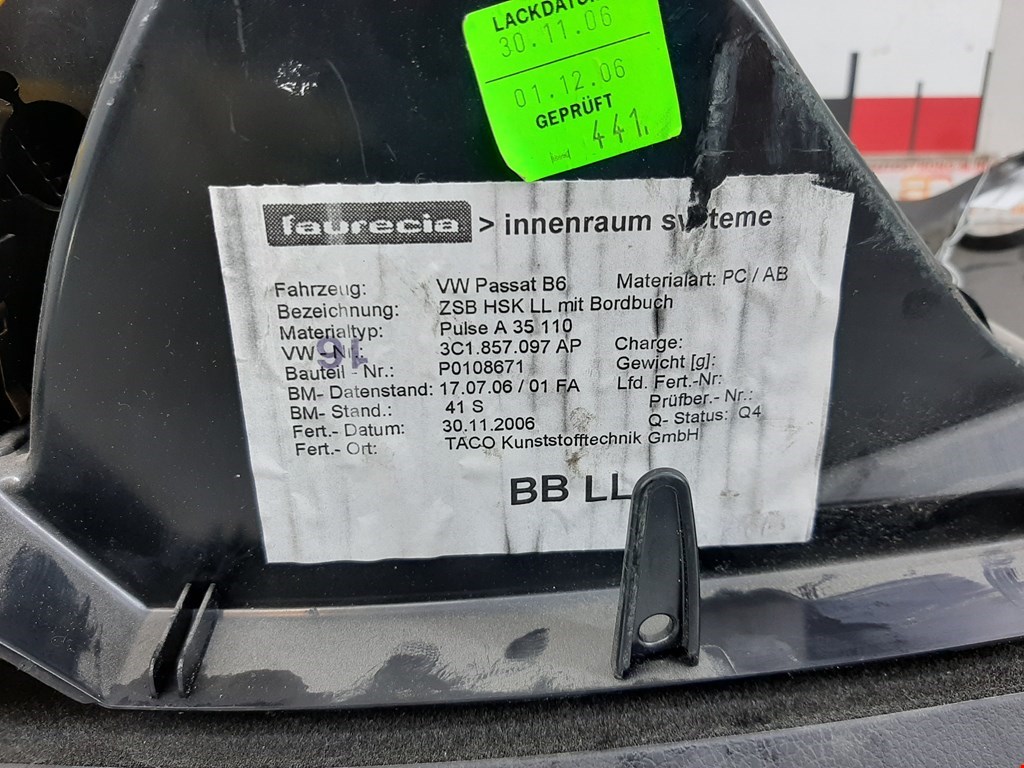 LACKDATUM
30.11.06
01.12.06
GEPRÜFT
441.
faurecia > innenraum systeme
Fahrzeug: VW Passat B6 Materialart: PC / AB
Bezeichnung: ZSB HSK LL mit Bordbuch
Materialtyp: Pulse A 35 110
VW - Nr.: 3C1.857.097 AP Charge:
16
Bauteil - Nr.: P0108671 Gewicht [g]:
BM- Datenstand: 17.07.06 / 01 FA Lfd. Fert.-Nr:
BM- Stand.: 41 S Prüfber.- Nr.:
Fert.- Datum: 30.11.2006 Q- Status: Q4
Fert.- Ort: TACO Kunststofftechnik GmbH
BB LL